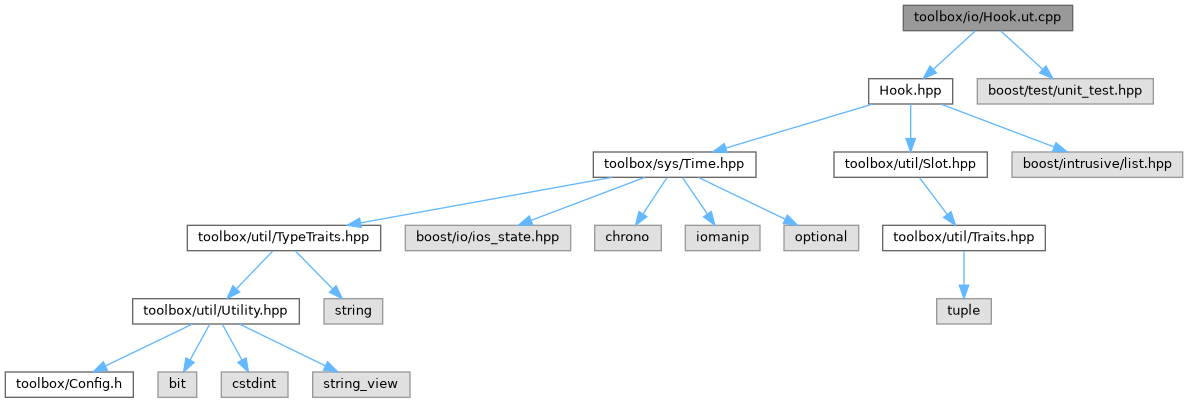 toolbox/io/Hook.ut.cpp
Hook.hpp
boost/test/unit_test.hpp
toolbox/sys/Time.hpp
toolbox/util/Slot.hpp
boost/intrusive/list.hpp
toolbox/util/TypeTraits.hpp
boost/io/ios_state.hpp
chrono
iomanip
optional
toolbox/util/Traits.hpp
toolbox/util/Utility.hpp
string
tuple
toolbox/Config.h
bit
cstdint
string_view